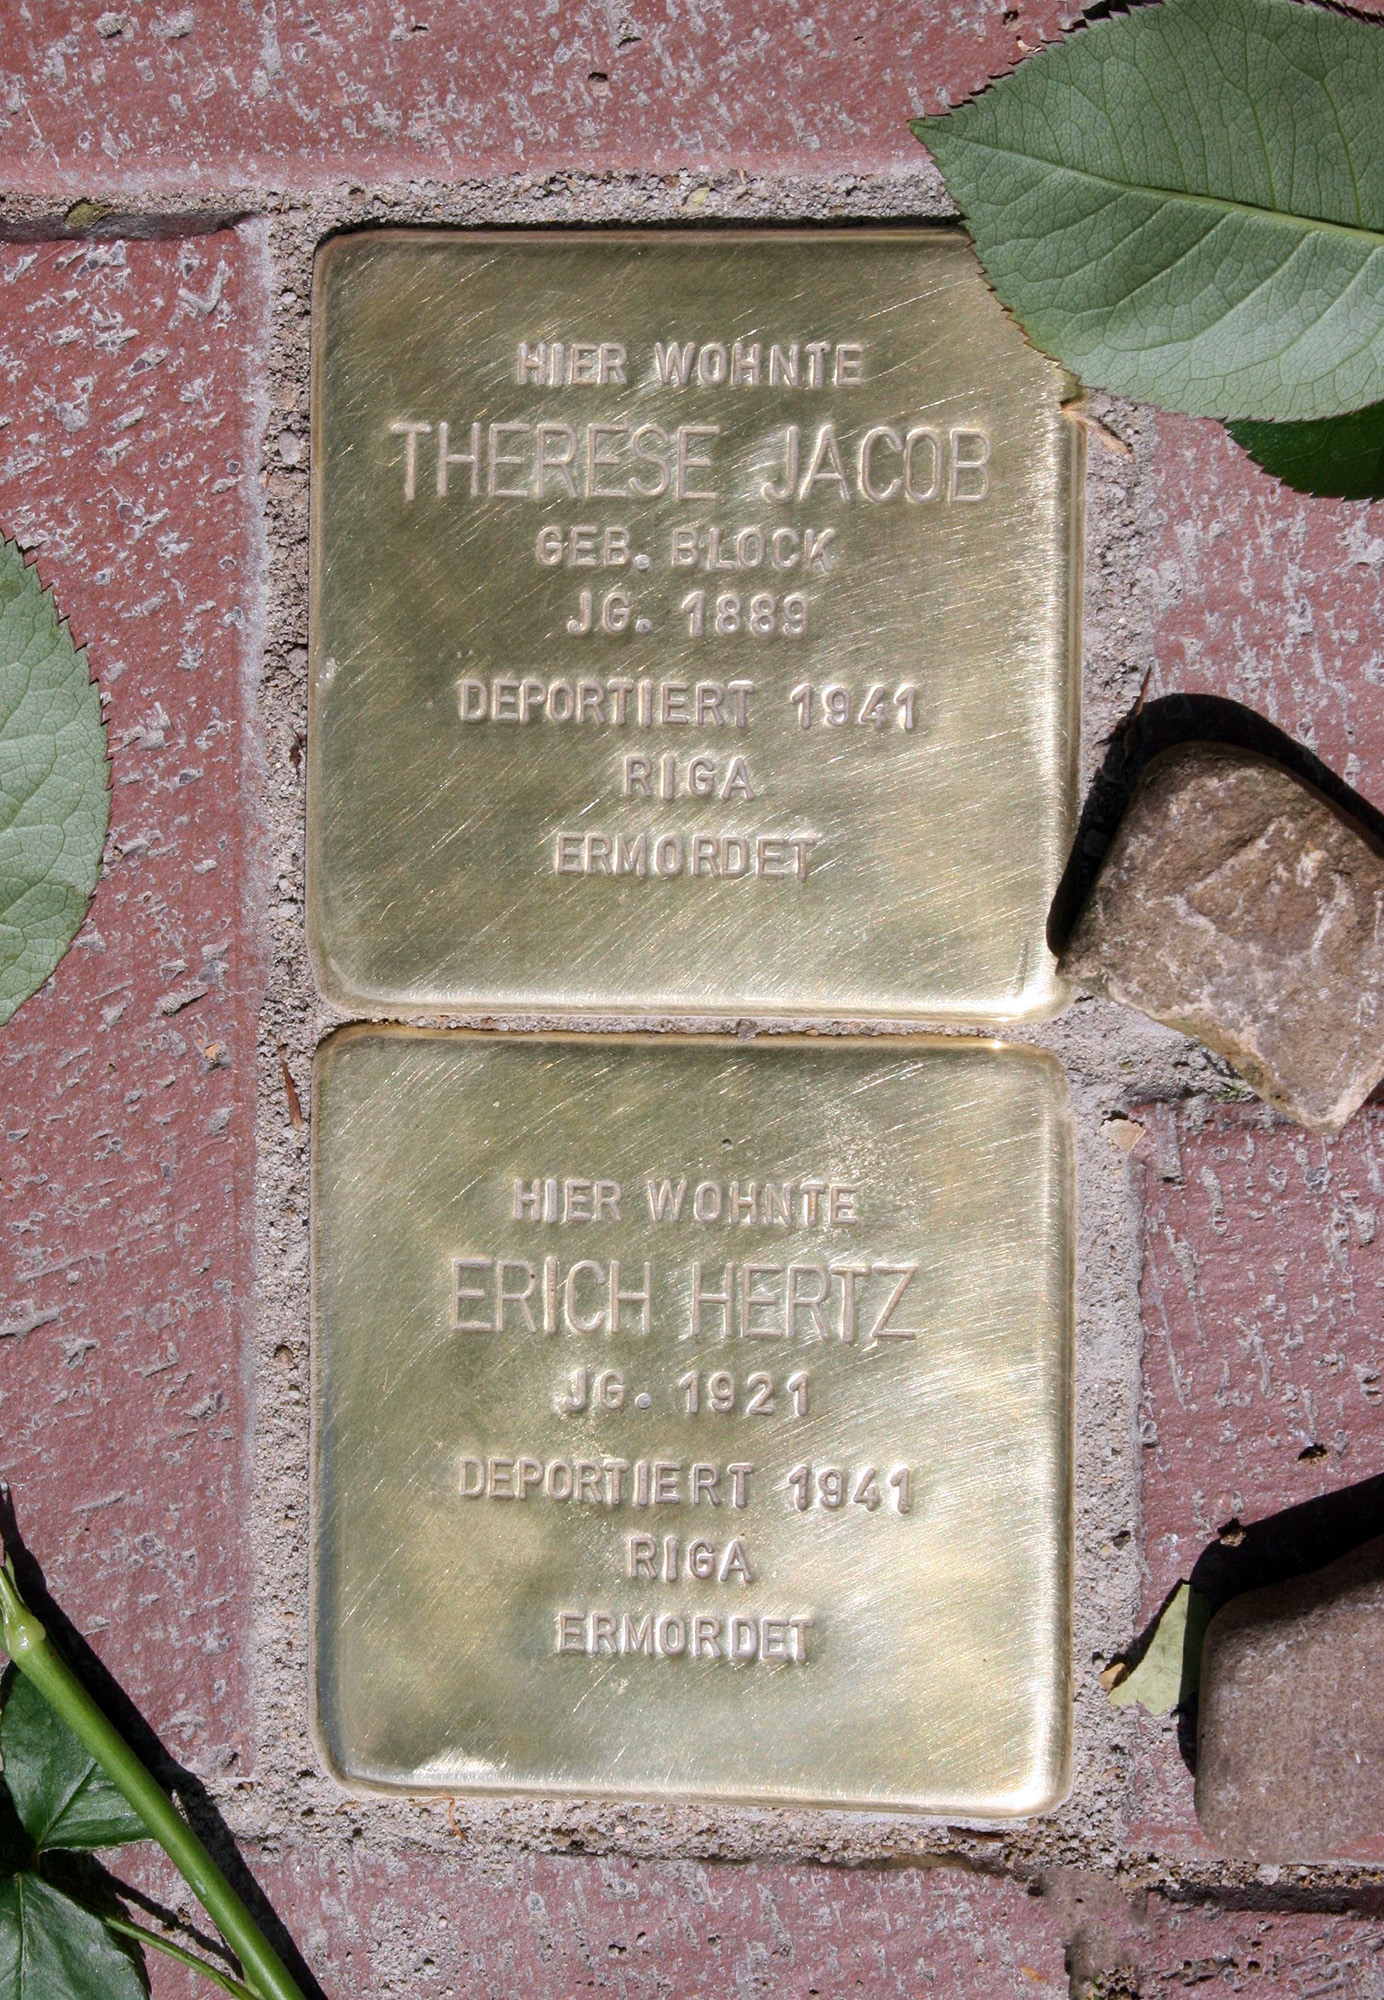 HIER WOHNTE
THERESE JACOB
GEB. BLOCK
JG. 1889
DEPORTIERT 1941
RIGA
ERMORDET
HIER WOHNTE
ERICH HERTZ
JG. 1921
DEPORTIERT 1941
RIGA
ERMORDET